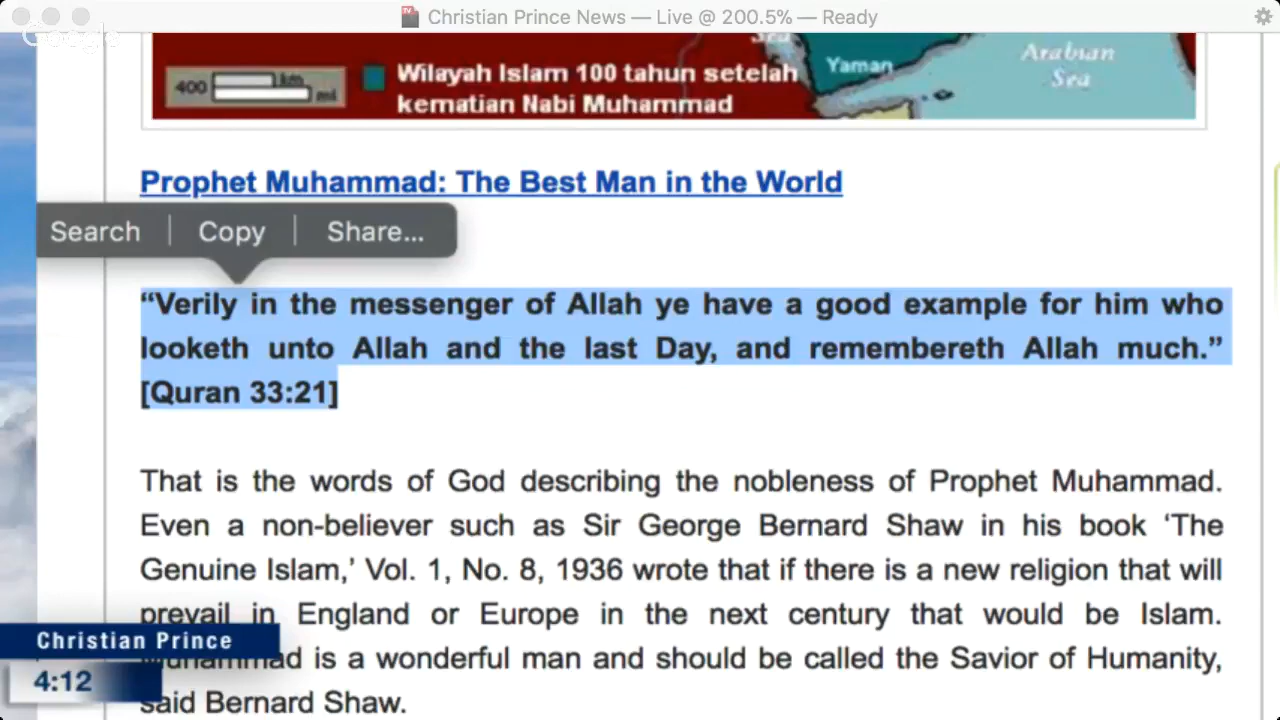 Christian Prince News — Live @ 200.5% — Ready
Google
Sea
Arabian
Sea
Yaman
400 km
mi
Wilayah Islam 100 tahun setelah
kematian Nabi Muhammad
Prophet Muhammad: The Best Man in the World
Search | Copy | Share...
“Verily in the messenger of Allah ye have a good example for him who
looketh unto Allah and the last Day, and remembereth Allah much.”
[Quran 33:21]
That is the words of God describing the nobleness of Prophet Muhammad.
Even a non-believer such as Sir George Bernard Shaw in his book ‘The
Genuine Islam,’ Vol. 1, No. 8, 1936 wrote that if there is a new religion that will
prevail in England or Europe in the next century that would be Islam.
Muhammad is a wonderful man and should be called the Savior of Humanity,
said Bernard Shaw.
Christian Prince
4:12